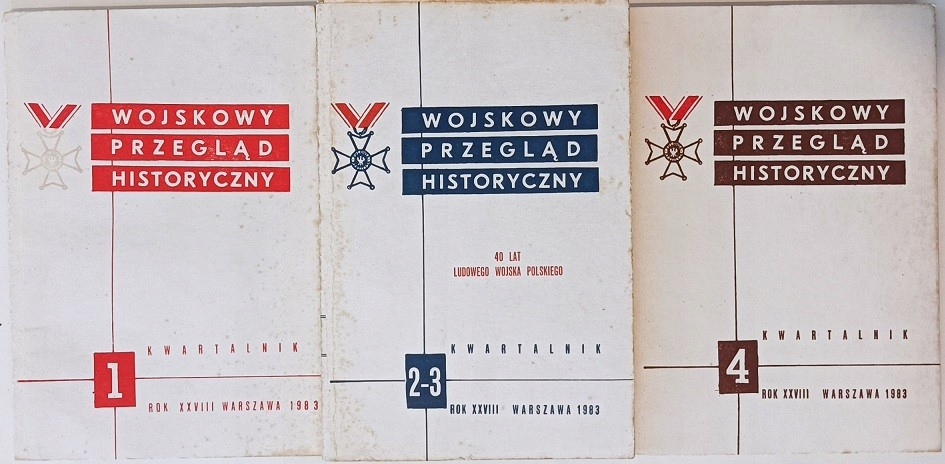 WOJSKOWY
PRZEGLĄD
HISTORYCZNY
KWARTALNIK
1
ROK XXVIII WARSZAWA 1983
WOJSKOWY
PRZEGLĄD
HISTORYCZNY
40 LAT
LUDOWEGO WOJSKA POLSKIEGO
KWARTALNIK
2-3
ROK XXVIII WARSZAWA 1983
WOJSKOWY
PRZEGLĄD
HISTORYCZNY
KWARTALNIK
4
ROK XXVIII WARSZAWA 1983